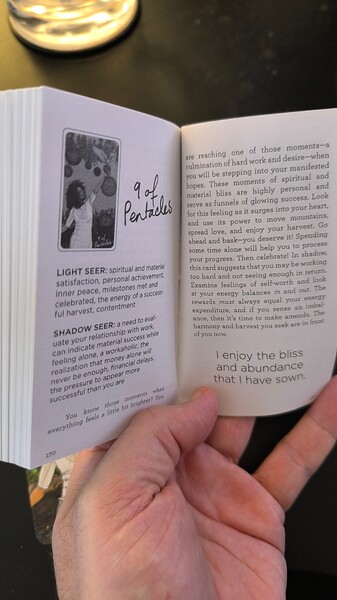 9 of
Pentacles
LIGHT SEER: spiritual and material
satisfaction, personal achievement,
inner peace, milestones met and
celebrated, the energy of success-
ful harvest, contentment
SHADOW SEER: a need to eval-
uate your relationship with work,
can indicate material success while
feeling alone, a workaholic, the
realization that money alone will
never be enough, financial delays,
the pressure to appear more
successful than you are
You know those moments when
everything feels a little bit brighter? You
170
are reaching one of those moments—a
culmination of hard work and desire—when
you will be stepping into your manifested
hopes. These moments of spiritual and
material bliss are highly personal and
serve as funnels of glowing success. Look
for this feeling as it surges into your heart,
and use its power to move mountains,
spread love, and enjoy your harvest. Go
ahead and bask—you deserve it! Spending
some time alone will help you to process
your progress. Then celebrate! In shadow,
this card suggests that you may be working
too hard and not seeing enough in return.
Examine feelings of self-worth and look
at your energy balances in and out. The
rewards must always equal your energy
expenditure, and if you sense an imbal-
ance, then it's time to make amends. The
harmony and harvest you seek are in front
of you now.
I enjoy the bliss
and abundance
that I have sown.